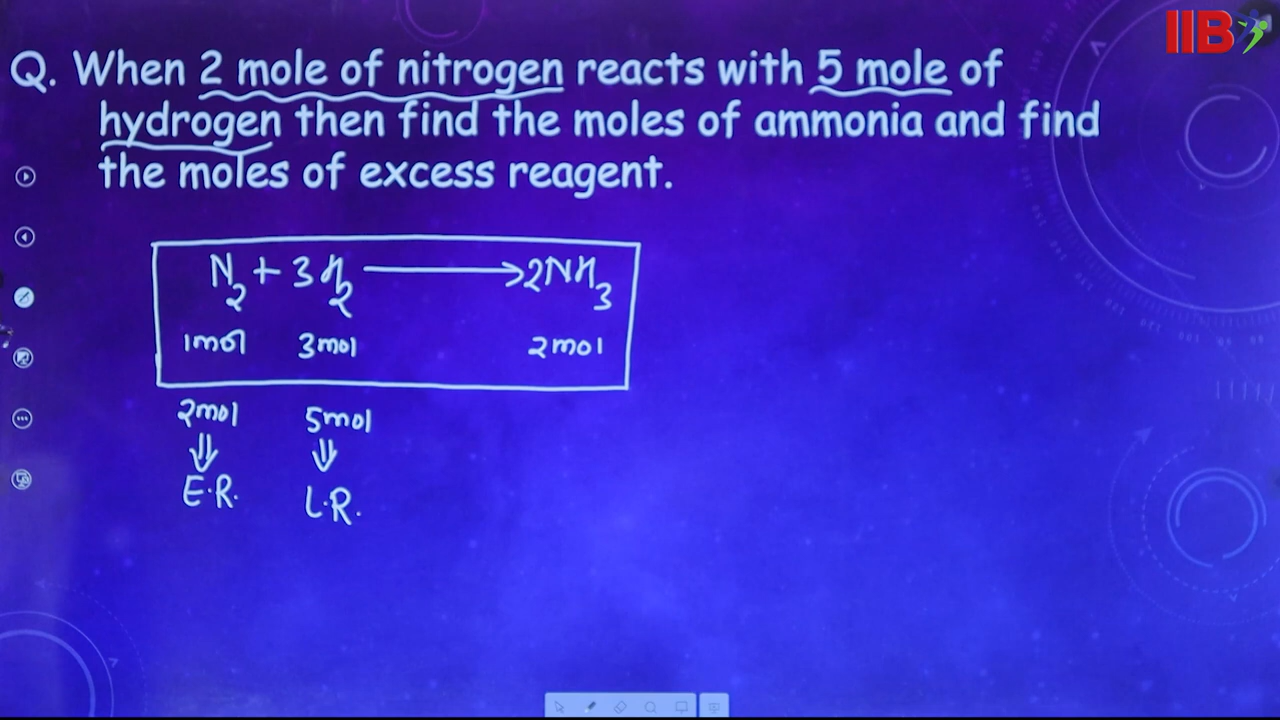 IIB
Q. When 2 mole of nitrogen reacts with 5 mole of
hydrogen then find the moles of ammonia and find
the moles of excess reagent.
N₂ + 3H₂ ⟶ 2NH₃
1mol 3mol 2mol
2mol 5mol
⇓ ⇓
E.R. L.R.